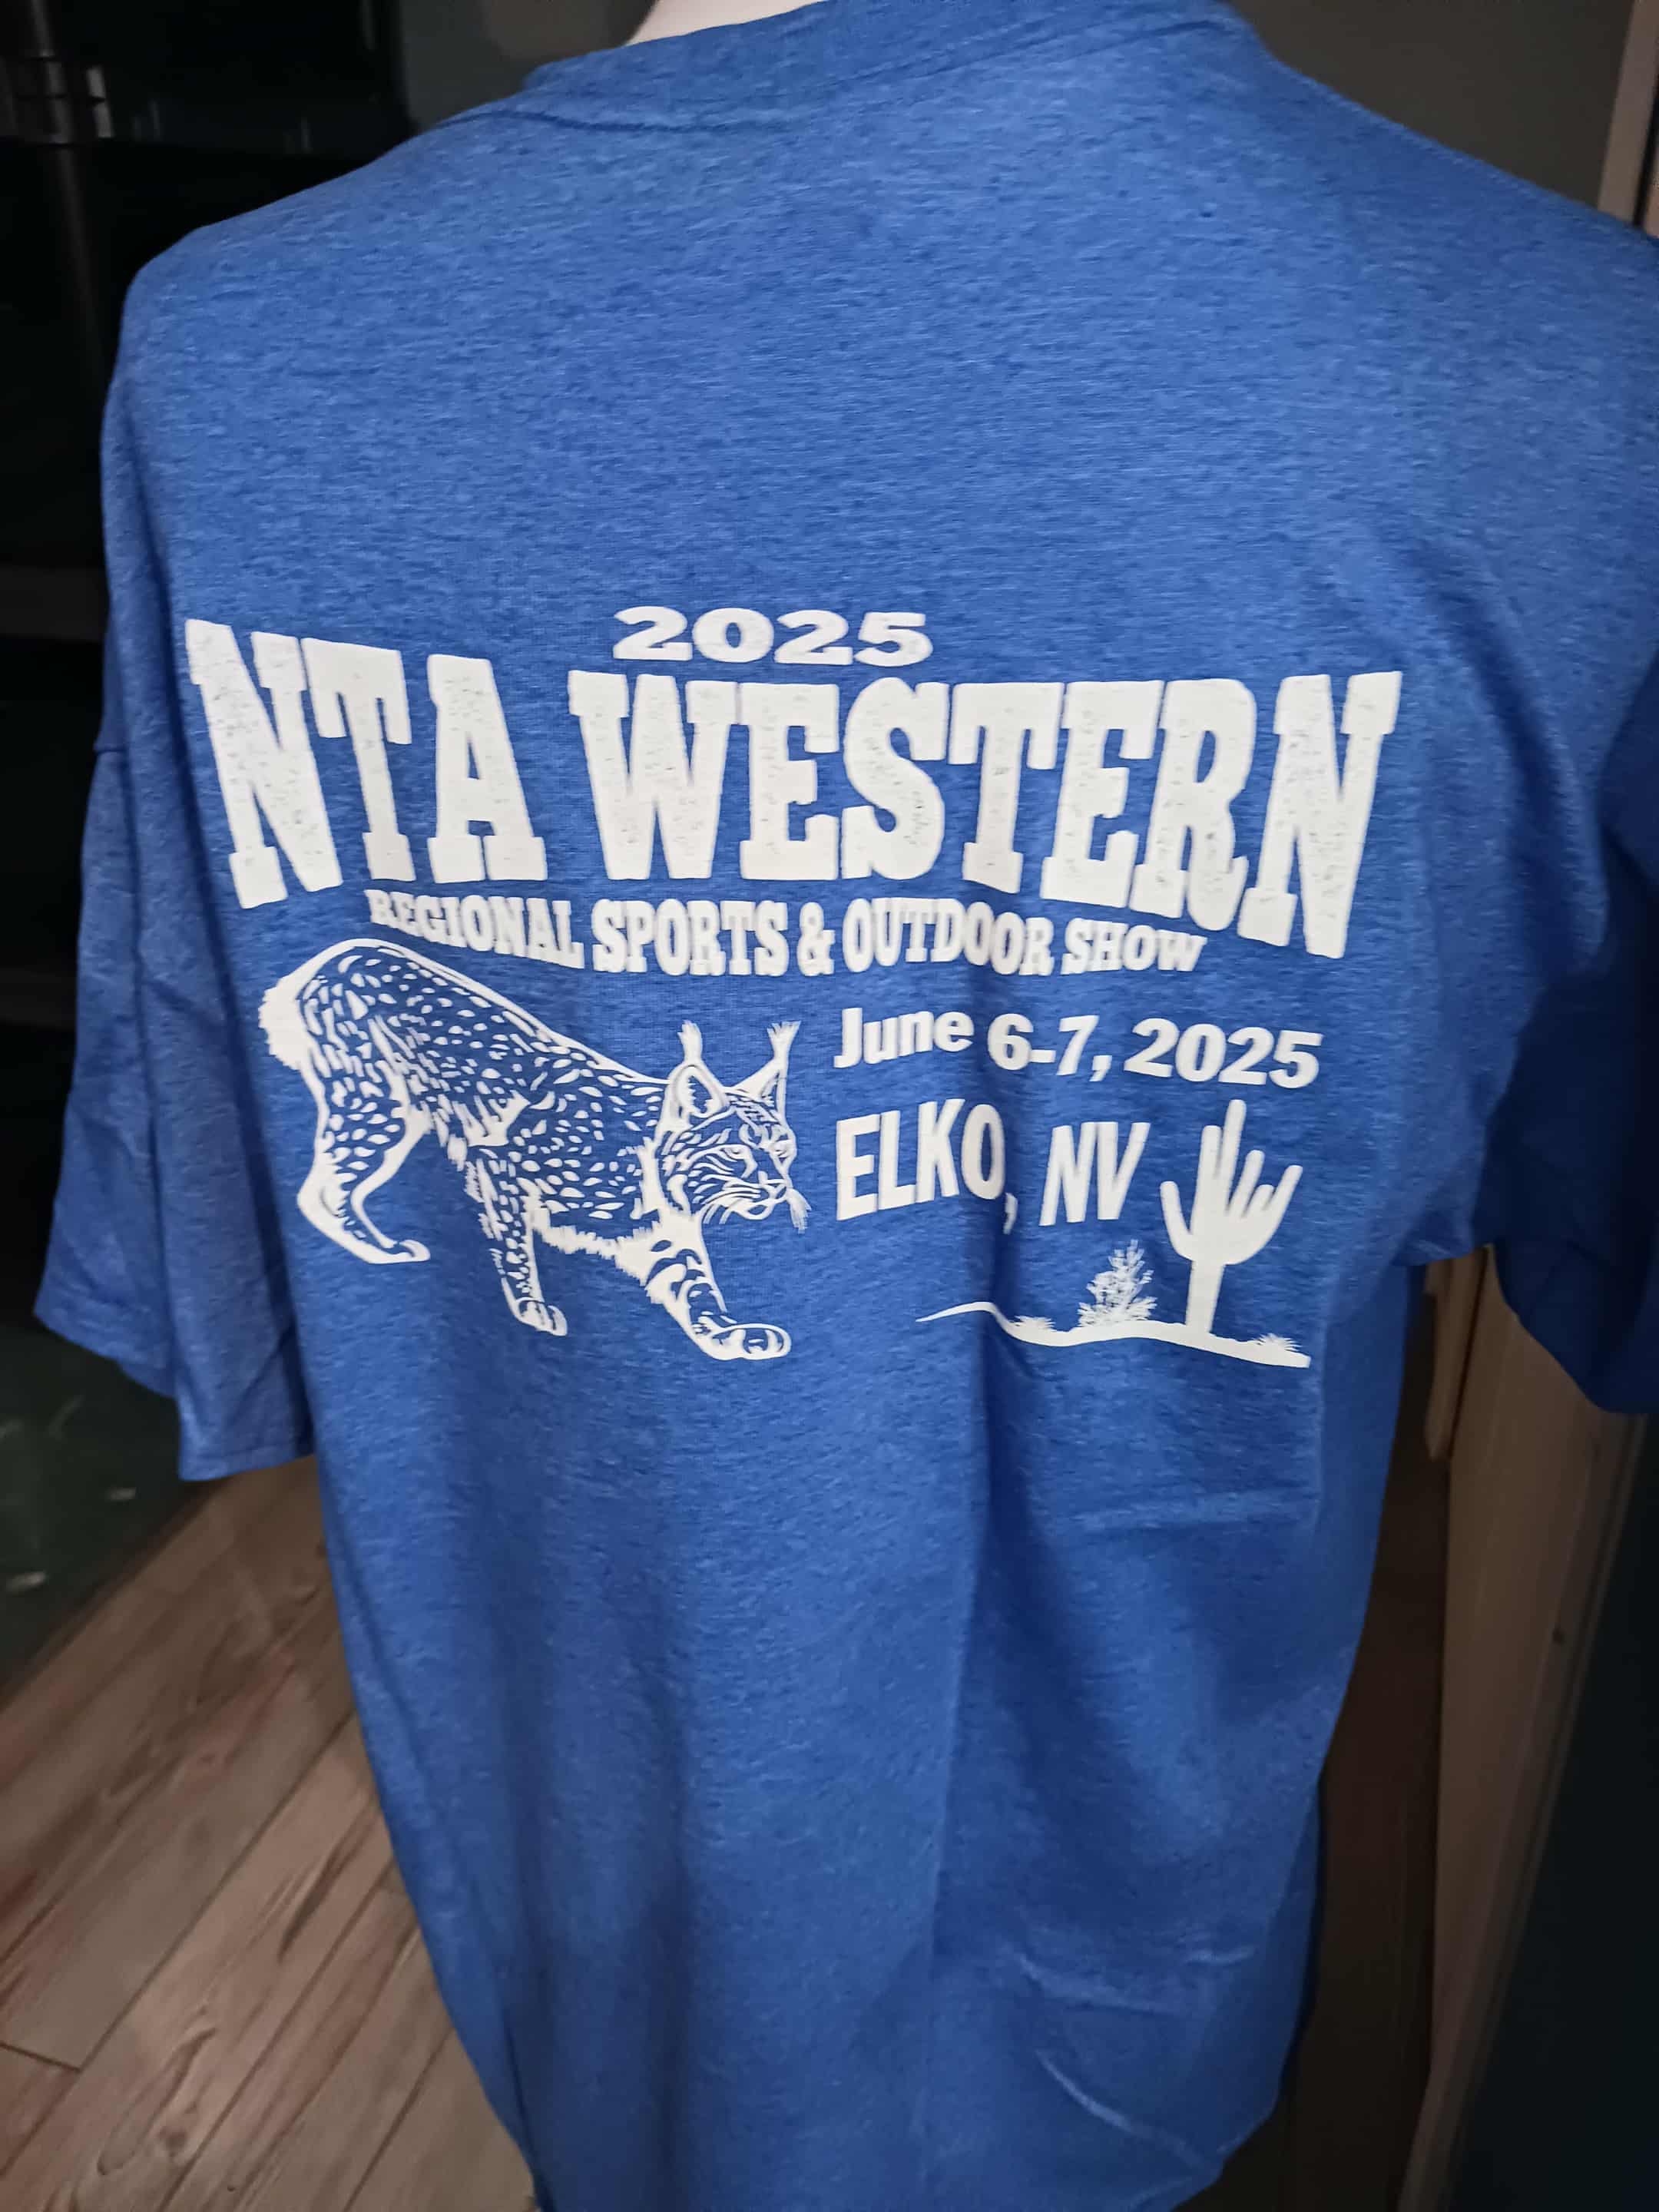 2025
NTA WESTERN
REGIONAL SPORTS & OUTDOOR SHOW
June 6-7, 2025
ELKO, NV